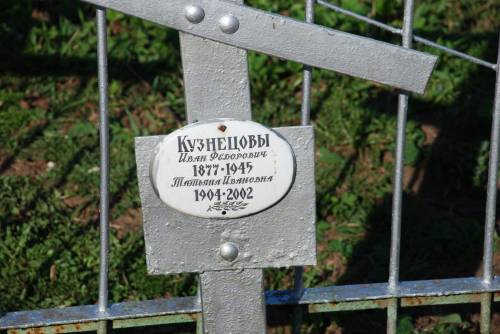 Кузнецовы
Иван Федорович
1877·1945
Татьяна Ивановна
1904·2002